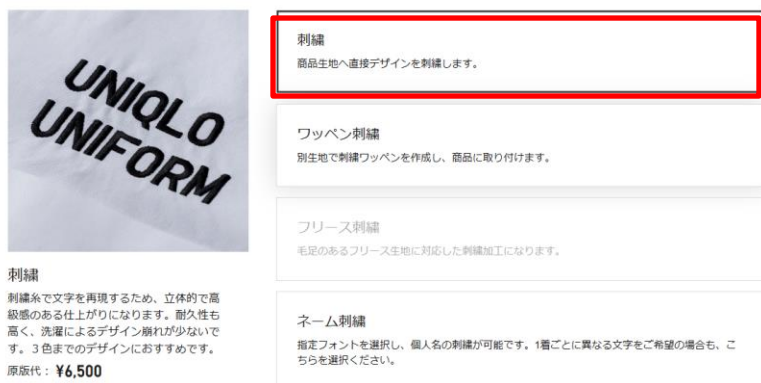 UNIQLO
UNIFORM
刺繍
刺繍糸で文字を再現するため、立体的で高
級感のある仕上がりになります。耐久性も
高く、洗濯によるデザイン崩れが少ないで
す。3色までのデザインにおすすめです。
原版代： ¥6,500
刺繍
商品生地へ直接デザインを刺繍します。
ワッペン刺繍
別生地で刺繍ワッペンを作成し、商品に取り付けます。
フリース刺繍
毛足のあるフリース生地に対応した刺繍加工になります。
ネーム刺繍
指定フォントを選択し、個人名の刺繍が可能です。1着ごとに異なる文字をご希望の場合も、こ
ちらを選択ください。